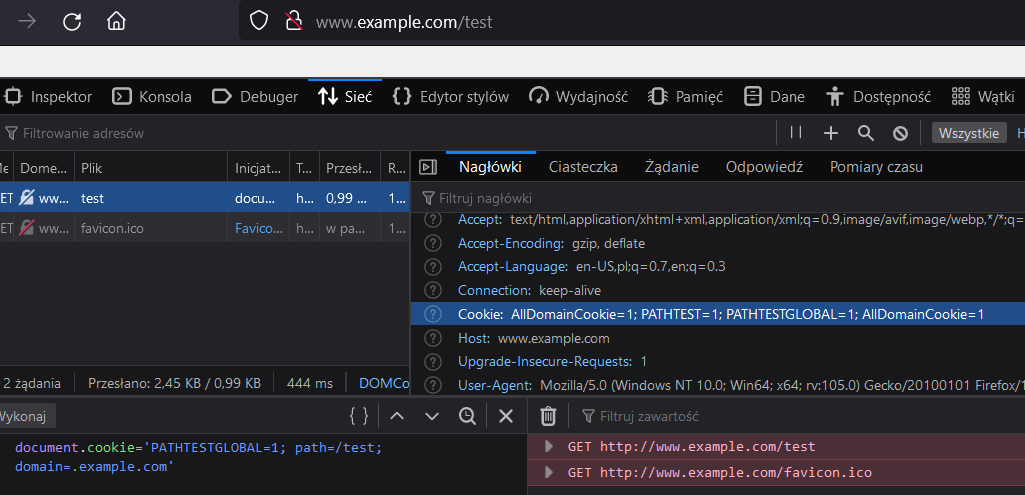 www.example.com/test
Inspektor Konsola Debuger Sieć Edytor stylów Wydajność Pamięć Dane Dostępność Wątki
Filtrowanie adresów Wszystkie H
Me Dome... Plik Inicjat... T... Przesł... R...
ET ww... test docu... h... 0,99 ... 1...
ET ww... favicon.ico Favico... h... w pa... 1...
Nagłówki Ciasteczka Żądanie Odpowiedź Pomiary czasu
Filtruj nagłówki
Accept: text/html,application/xhtml+xml,application/xml;q=0.9,image/avif,image/webp,*/*;q=
Accept-Encoding: gzip, deflate
Accept-Language: en-US,pl;q=0.7,en;q=0.3
Connection: keep-alive
Cookie: AllDomainCookie=1; PATHTEST=1; PATHTESTGLOBAL=1; AllDomainCookie=1
Host: www.example.com
Upgrade-Insecure-Requests: 1
User-Agent: Mozilla/5.0 (Windows NT 10.0; Win64; x64; rv:105.0) Gecko/20100101 Firefox/1
2 żądania Przesłano: 2,45 KB / 0,99 KB 444 ms DOMCo
Wykonaj { } Filtruj zawartość
document.cookie='PATHTESTGLOBAL=1; path=/test;
domain=.example.com'
GET http://www.example.com/test
GET http://www.example.com/favicon.ico